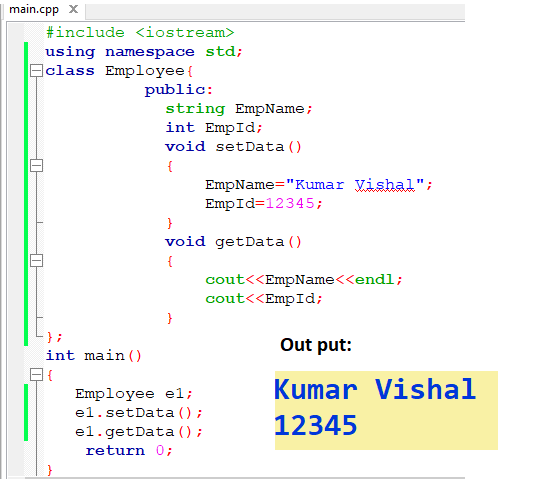 main.cpp X
#include <iostream>
using namespace std;
class Employee{
public:
string EmpName;
int EmpId;
void setData()
{
EmpName="Kumar Vishal";
EmpId=12345;
}
void getData()
{
cout<<EmpName<<endl;
cout<<EmpId;
}
};
int main()
{
Employee e1;
e1.setData();
e1.getData();
return 0;
}
Out put:
Kumar Vishal
12345